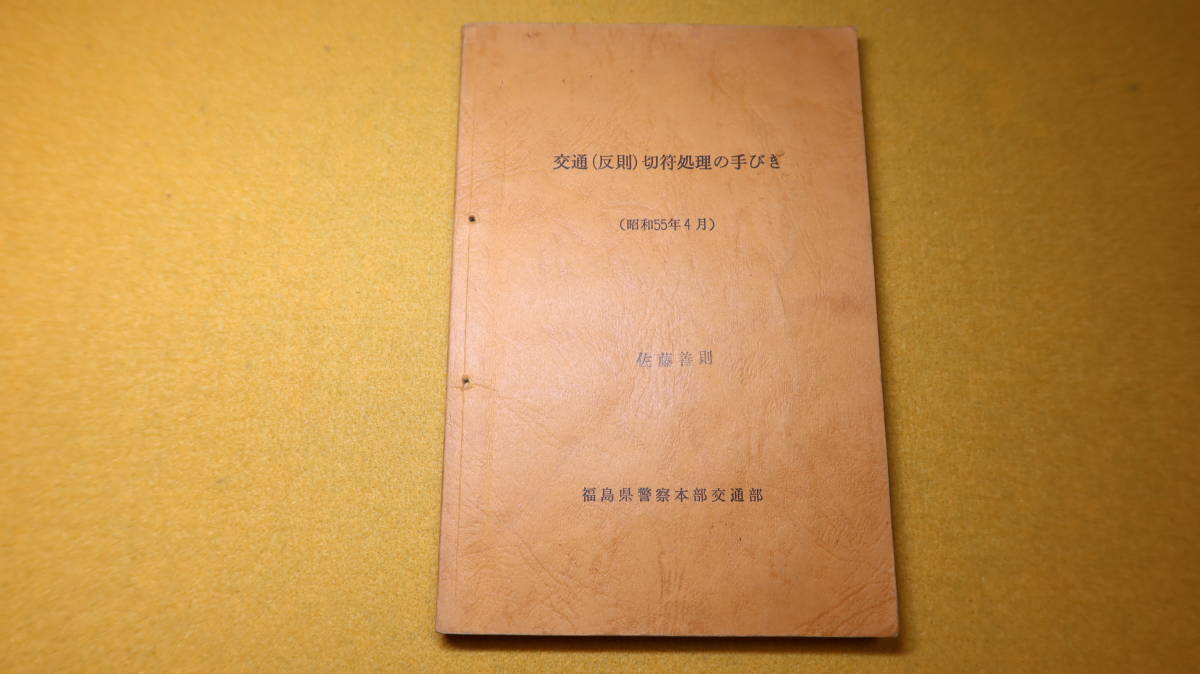 交通(反則)切符処理の手びき
(昭和55年4月)
佐藤善則
福島県警察本部交通部